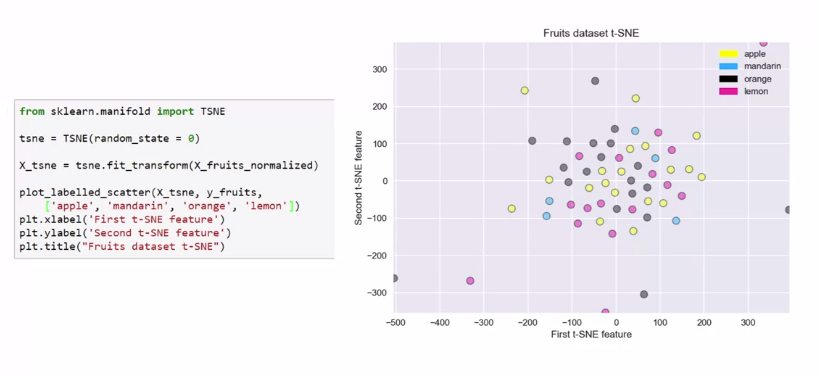 from sklearn.manifold import TSNE
tsne = TSNE(random_state = 0)
X_tsne = tsne.fit_transform(X_fruits_normalized)
plot_labelled_scatter(X_tsne, y_fruits,
['apple', 'mandarin', 'orange', 'lemon'])
plt.xlabel('First t-SNE feature')
plt.ylabel('Second t-SNE feature')
plt.title("Fruits dataset t-SNE")
Fruits dataset t-SNE
apple
mandarin
orange
lemon
Second t-SNE feature
300
200
100
0
−100
−200
−300
−500 −400 −300 −200 −100 0 100 200 300
First t-SNE feature